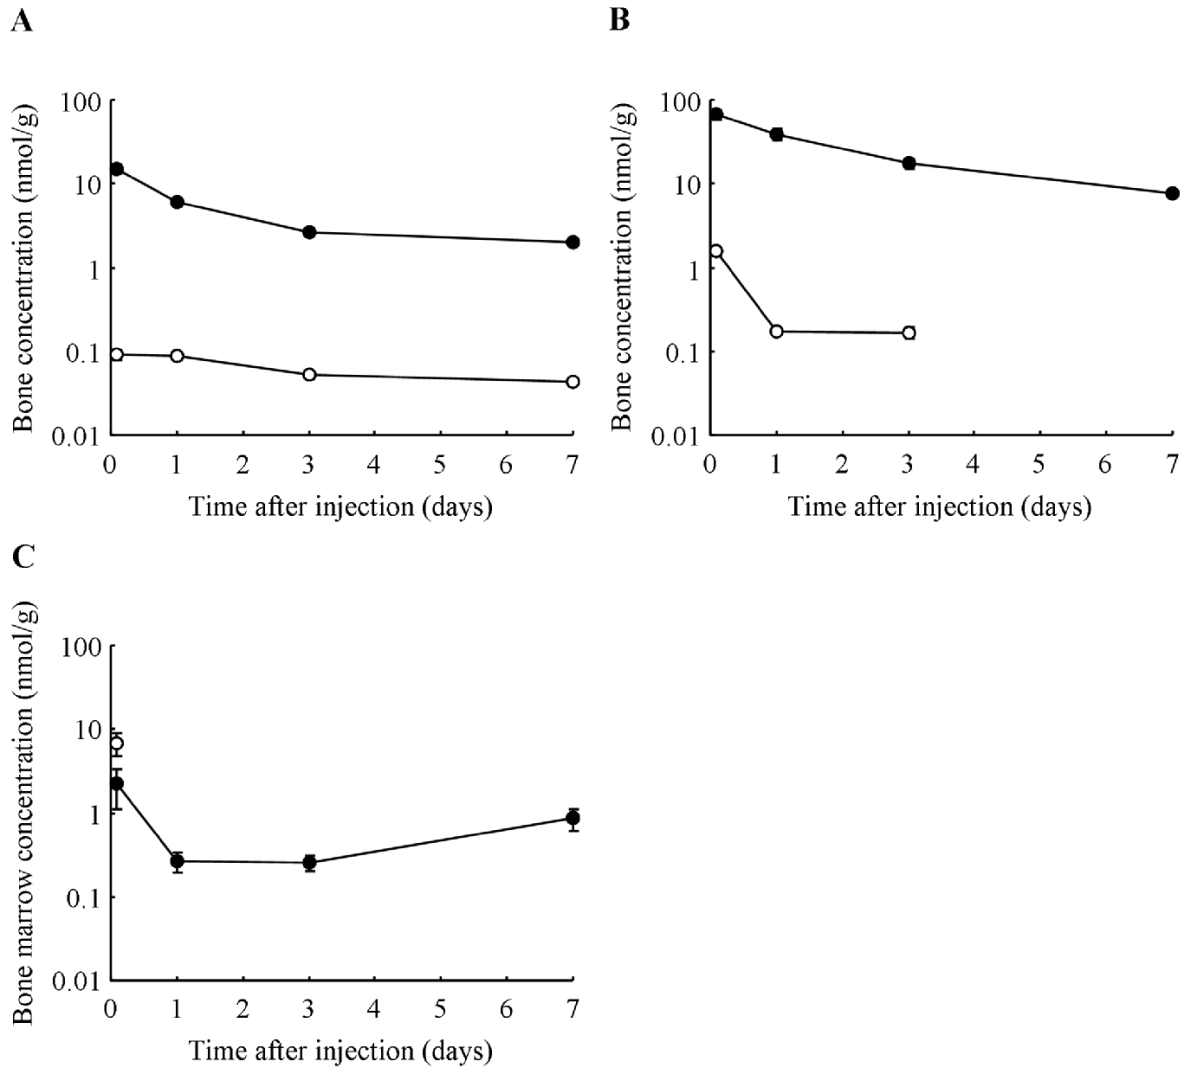 A
Bone concentration (nmol/g)
100
10
1
0.1
0.01
0 1 2 3 4 5 6 7
Time after injection (days)
B
Bone concentration (nmol/g)
100
10
1
0.1
0.01
0 1 2 3 4 5 6 7
Time after injection (days)
C
Bone marrow concentration (nmol/g)
100
10
1
0.1
0.01
0 1 2 3 4 5 6 7
Time after injection (days)